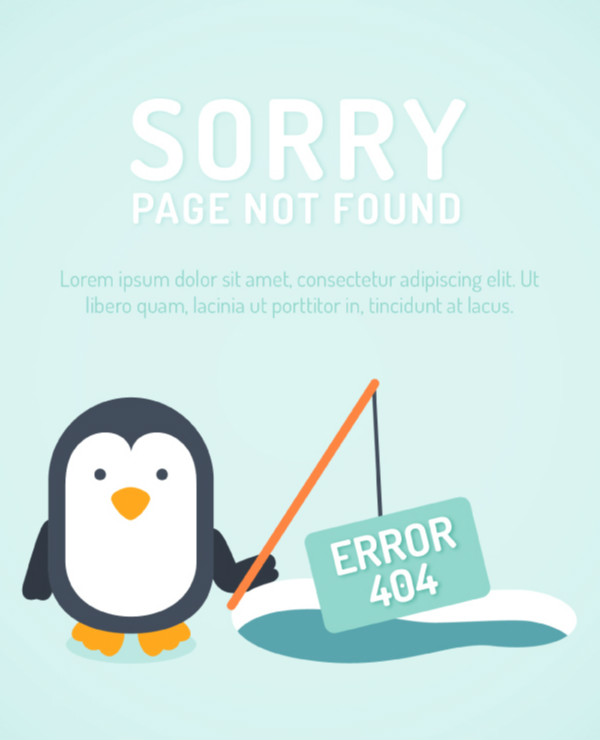 SORRY
PAGE NOT FOUND
Lorem ipsum dolor sit amet, consectetur adipiscing elit. Ut
libero quam, lacinia ut porttitor in, tincidunt at lacus.
ERROR
404